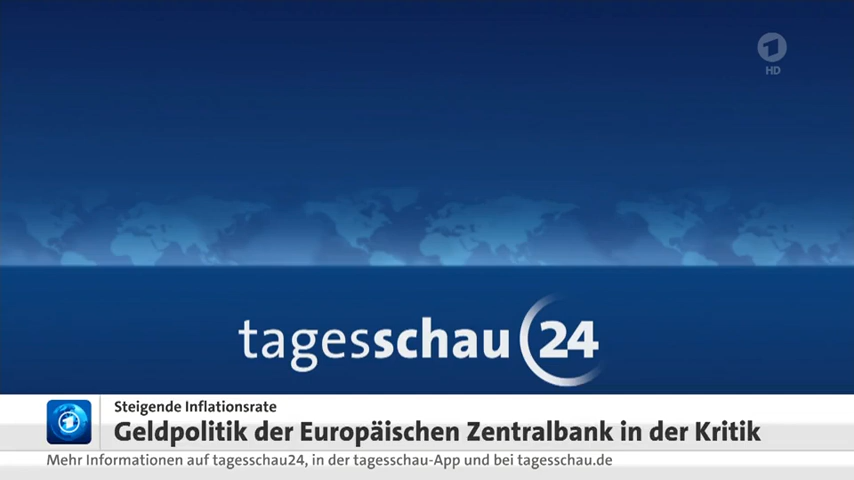 1
HD
tagesschau24
Steigende Inflationsrate
Geldpolitik der Europäischen Zentralbank in der Kritik
Mehr Informationen auf tagesschau24, in der tagesschau-App und bei tagesschau.de